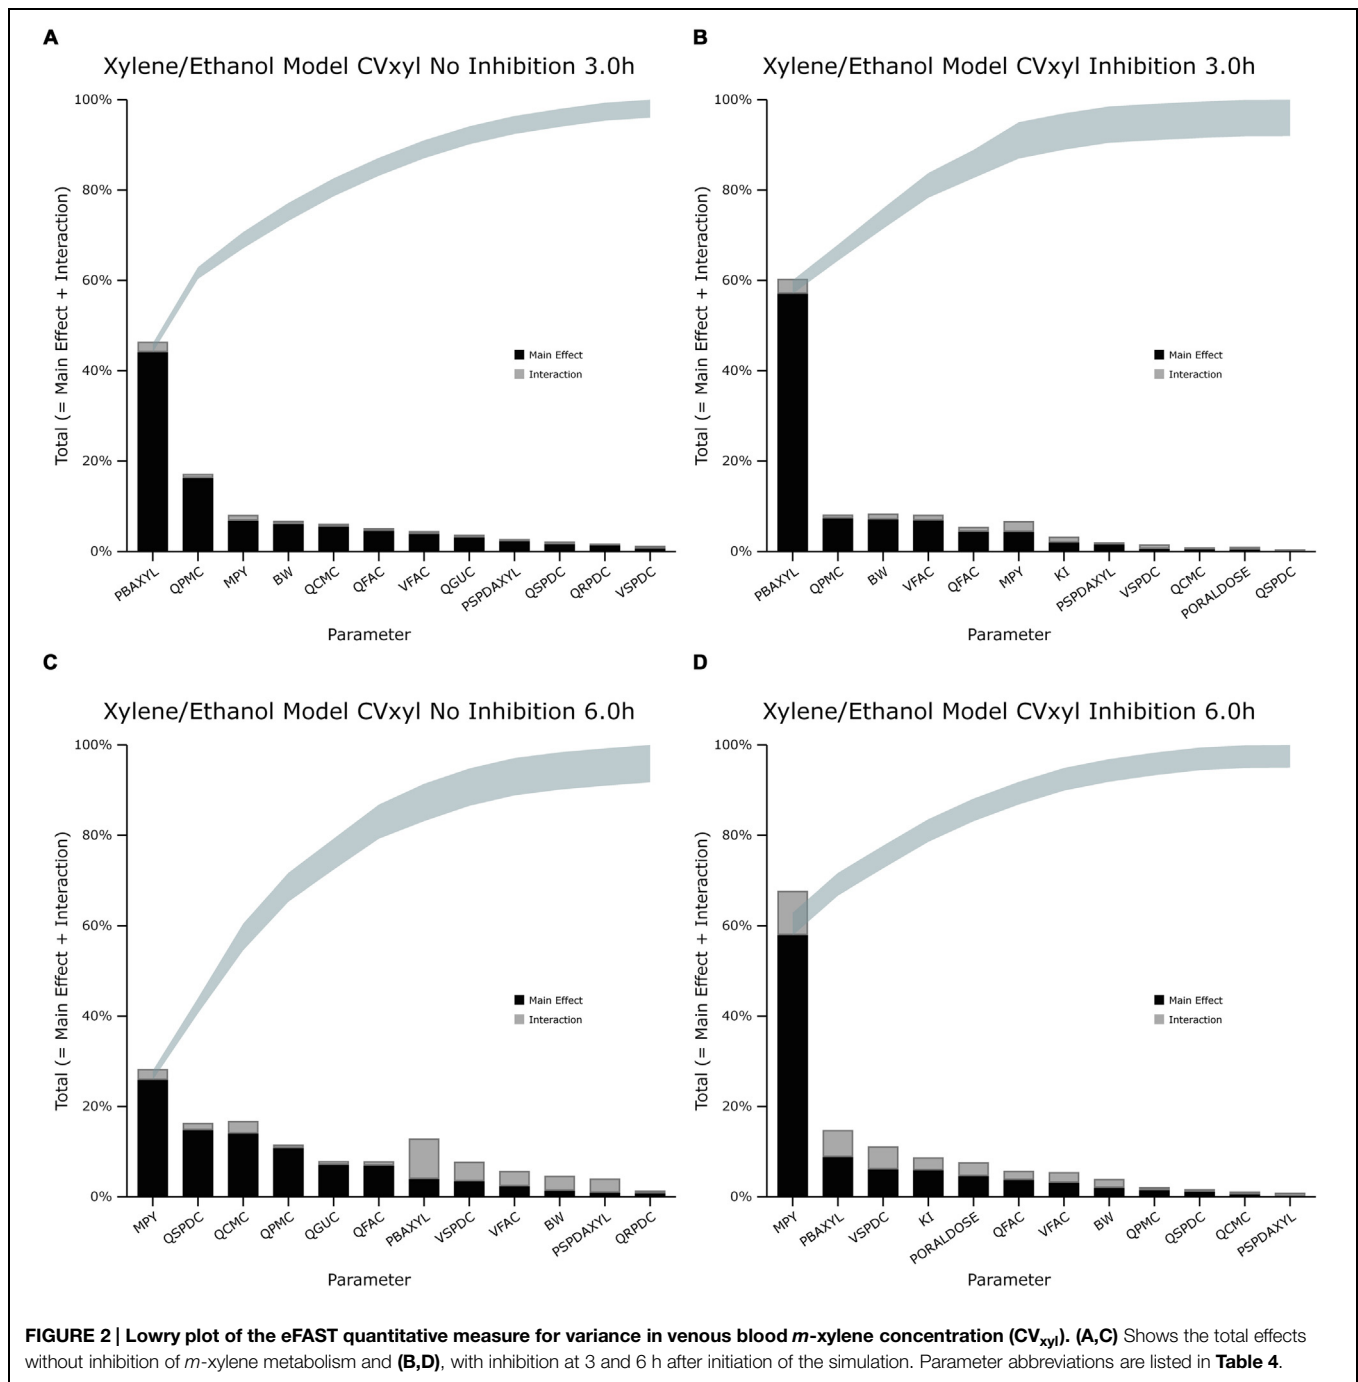 A
Xylene/Ethanol Model CVxyl No Inhibition 3.0h
Total (= Main Effect + Interaction)
100%
80%
60%
40%
20%
0%
Main Effect
Interaction
PBAXYL
QPMC
MPY
BW
QCMC
QFAC
VFAC
QGUC
PSPDAXYL
QSPDC
QRPDC
VSPDC
Parameter
B
Xylene/Ethanol Model CVxyl Inhibition 3.0h
Total (= Main Effect + Interaction)
100%
80%
60%
40%
20%
0%
Main Effect
Interaction
PBAXYL
QPMC
BW
VFAC
QFAC
MPY
KI
PSPDAXYL
VSPDC
QCMC
PORALDOSE
QSPDC
Parameter
C
Xylene/Ethanol Model CVxyl No Inhibition 6.0h
Total (= Main Effect + Interaction)
100%
80%
60%
40%
20%
0%
Main Effect
Interaction
MPY
QSPDC
QCMC
QPMC
QGUC
QFAC
PBAXYL
VSPDC
VFAC
BW
PSPDAXYL
QRPDC
Parameter
D
Xylene/Ethanol Model CVxyl Inhibition 6.0h
Total (= Main Effect + Interaction)
100%
80%
60%
40%
20%
0%
Main Effect
Interaction
MPY
PBAXYL
VSPDC
KI
PORALDOSE
QFAC
VFAC
BW
QPMC
QSPDC
QCMC
PSPDAXYL
Parameter
FIGURE 2 | Lowry plot of the eFAST quantitative measure for variance in venous blood m-xylene concentration (CVxyl). (A,C) Shows the total effects
without inhibition of m-xylene metabolism and (B,D), with inhibition at 3 and 6 h after initiation of the simulation. Parameter abbreviations are listed in Table 4.